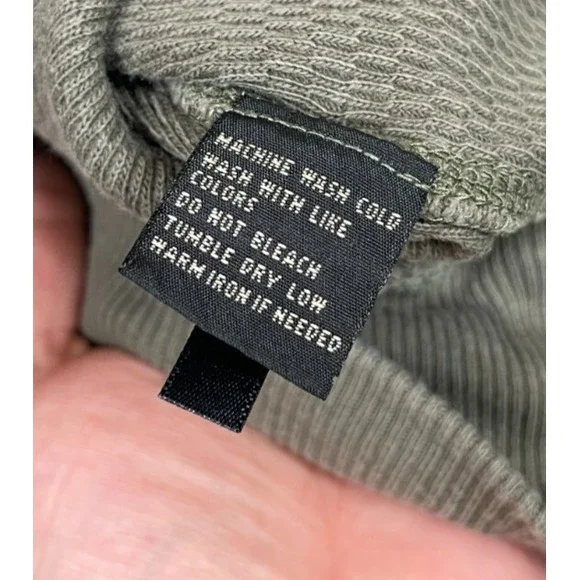 MACHINE WASH COLD
WASH WITH LIKE
COLORS
DO NOT BLEACH
TUMBLE DRY LOW
WARM IRON IF NEEDED